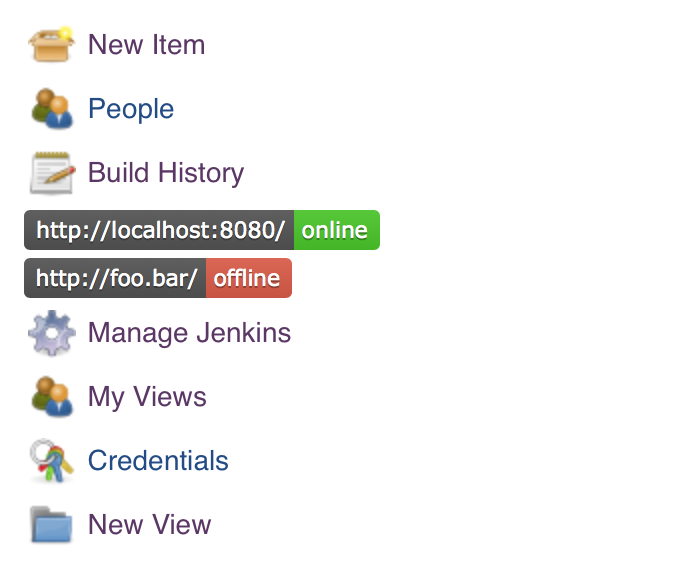 New Item
People
Build History
http://localhost:8080/ online
http://foo.bar/ offline
Manage Jenkins
My Views
Credentials
New View